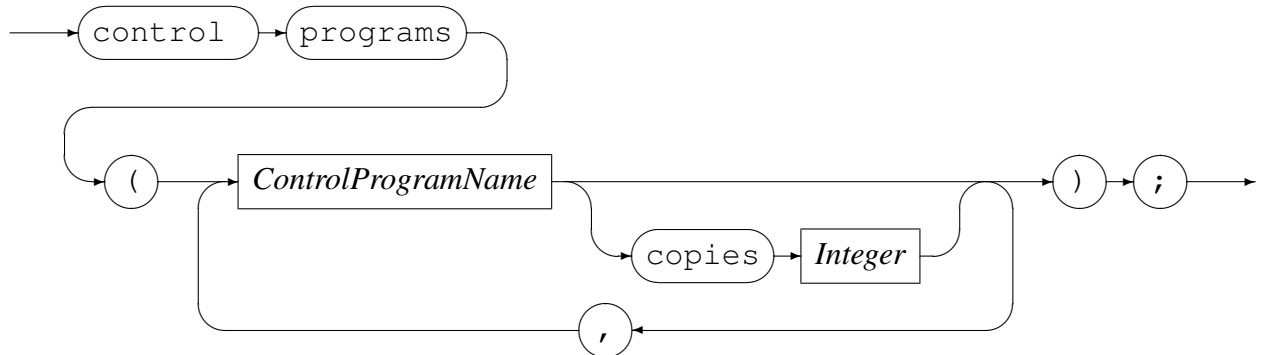 control programs
( ControlProgramName ) ;
copies Integer
,